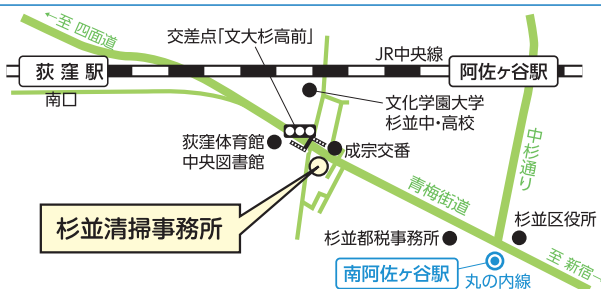 ←至 四面道
交差点「文大杉高前」
JR中央線
荻窪駅
阿佐ヶ谷駅
南口
文化学園大学
杉並中・高校
中杉通り
荻窪体育館
中央図書館
成宗交番
青梅街道
杉並清掃事務所
杉並区役所
杉並都税事務所
至 新宿→
南阿佐ヶ谷駅
丸の内線